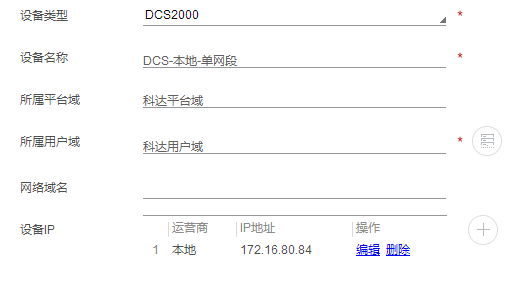 设备类型 DCS2000 *
设备名称 DCS-本地-单网段 *
所属平台域 科达平台域
所属用户域 科达用户域 *
网络域名
设备IP 运营商 IP地址 操作
1 本地 172.16.80.84 编辑 删除